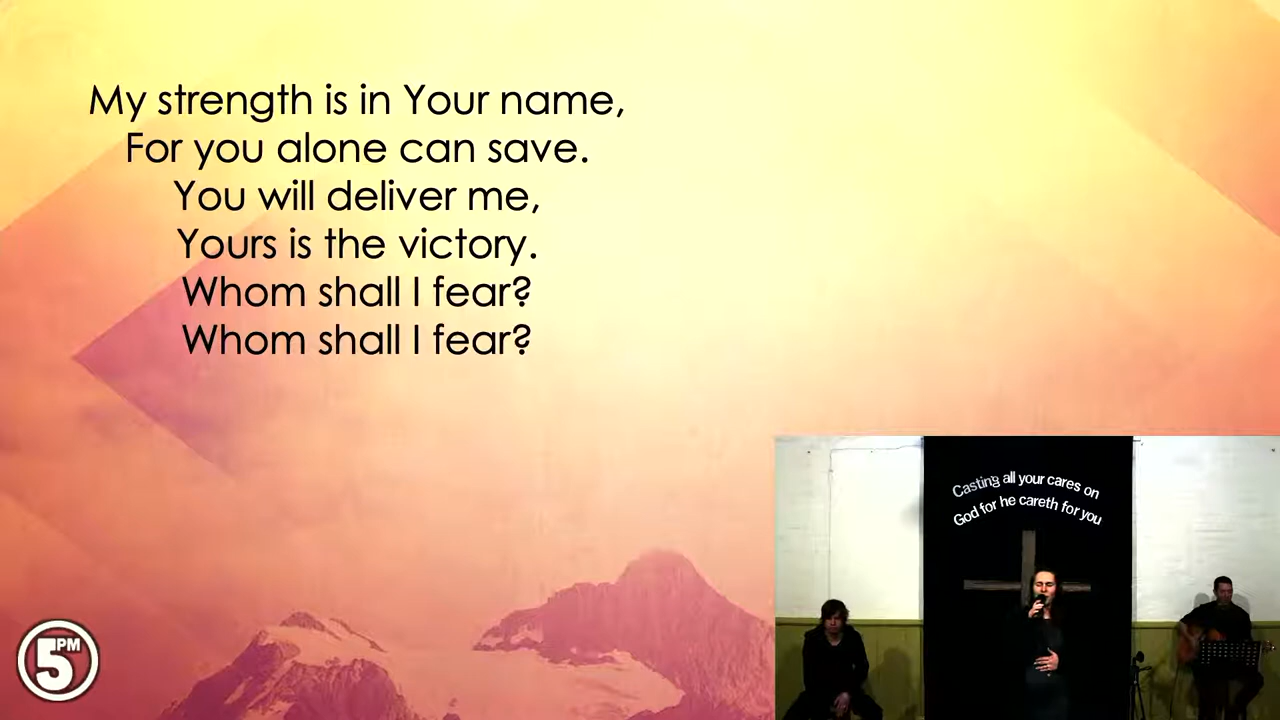 My strength is in Your name,
For you alone can save.
You will deliver me,
Yours is the victory.
Whom shall I fear?
Whom shall I fear?
Casting all your cares on
God for he careth for you
5PM